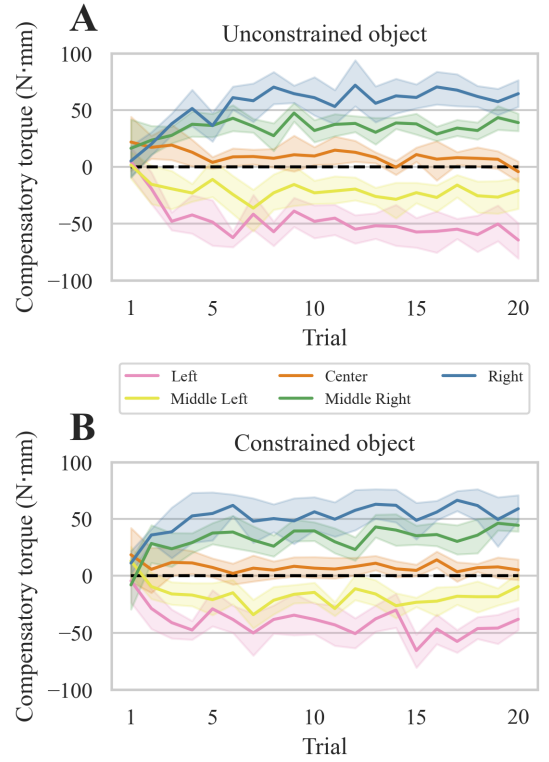 A
Unconstrained object
Compensatory torque (N·mm)
100
50
0
−50
−100
1 5 10 15 20
Trial
Left Center Right
Middle Left Middle Right
B
Constrained object
Compensatory torque (N·mm)
100
50
0
−50
−100
1 5 10 15 20
Trial